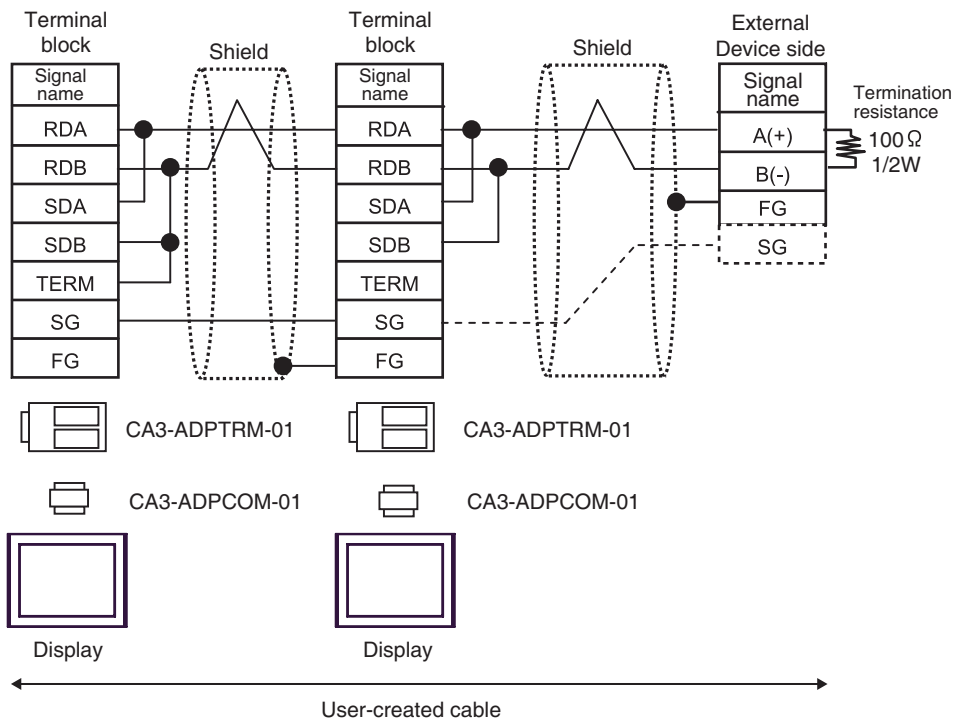 Terminal
block
Shield
Terminal
block
Shield
External
Device side
Signal
name
RDA
RDB
SDA
SDB
TERM
SG
FG
Signal
name
RDA
RDB
SDA
SDB
TERM
SG
FG
Signal
name
A(+)
B(-)
FG
SG
Termination
resistance
100 Ω
1/2W
CA3-ADPTRM-01
CA3-ADPTRM-01
CA3-ADPCOM-01
CA3-ADPCOM-01
Display
Display
User-created cable